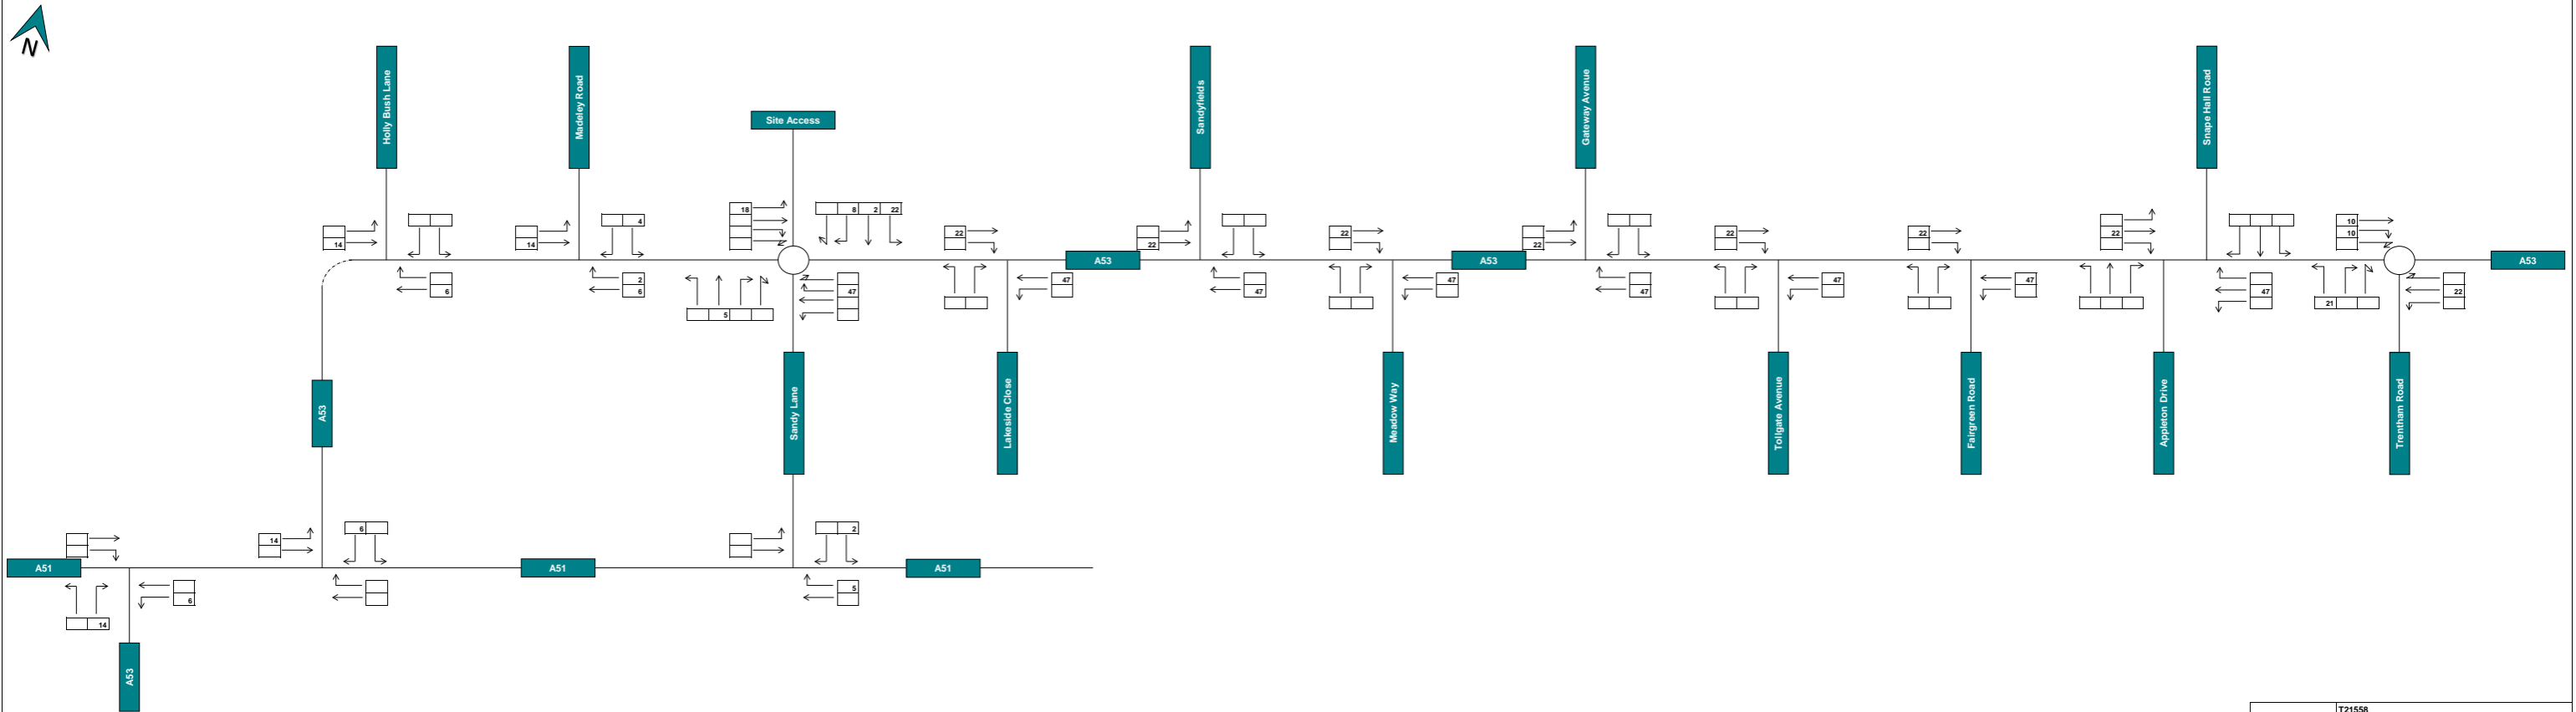 N
Holly Bush Lane
Madeley Road
Site Access
Sandyfields
Gateway Avenue
Snape Hall Road
18
8 2 22
4
14
14
22
22
22
22
22
22
22
10
10
A53
A53
A53
6
2
6
47
5
47
47
47
47
47
47
47
21
22
A53
Sandy Lane
Lakeside Close
Meadow Way
Tollgate Avenue
Fairgreen Road
Appleton Drive
Trentham Road
14
6
2
A51
A51
A51
6
5
14
A53
T21558